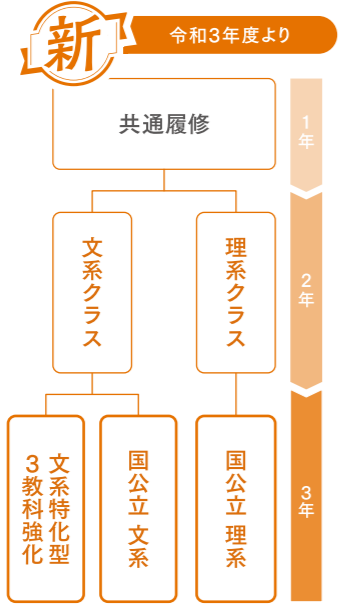 新
令和3年度より
共通履修
1年
文系クラス
理系クラス
2年
文系特化型
3教科強化
国公立 文系
国公立 理系
3年